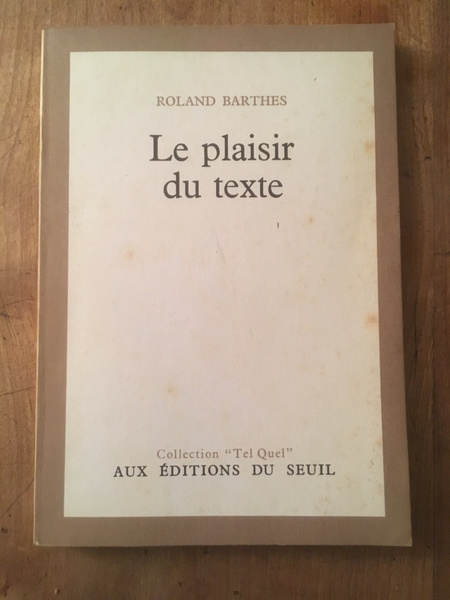 ROLAND BARTHES
Le plaisir
du texte
Collection "Tel Quel"
AUX ÉDITIONS DU SEUIL